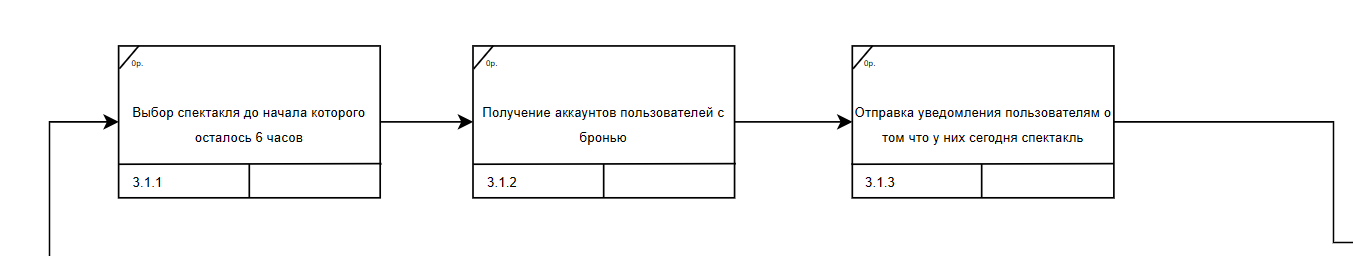 0р.
Выбор спектакля до начала которого
осталось 6 часов
3.1.1
0р.
Получение аккаунтов пользователей с
бронью
3.1.2
0р.
Отправка уведомления пользователям о
том что у них сегодня спектакль
3.1.3